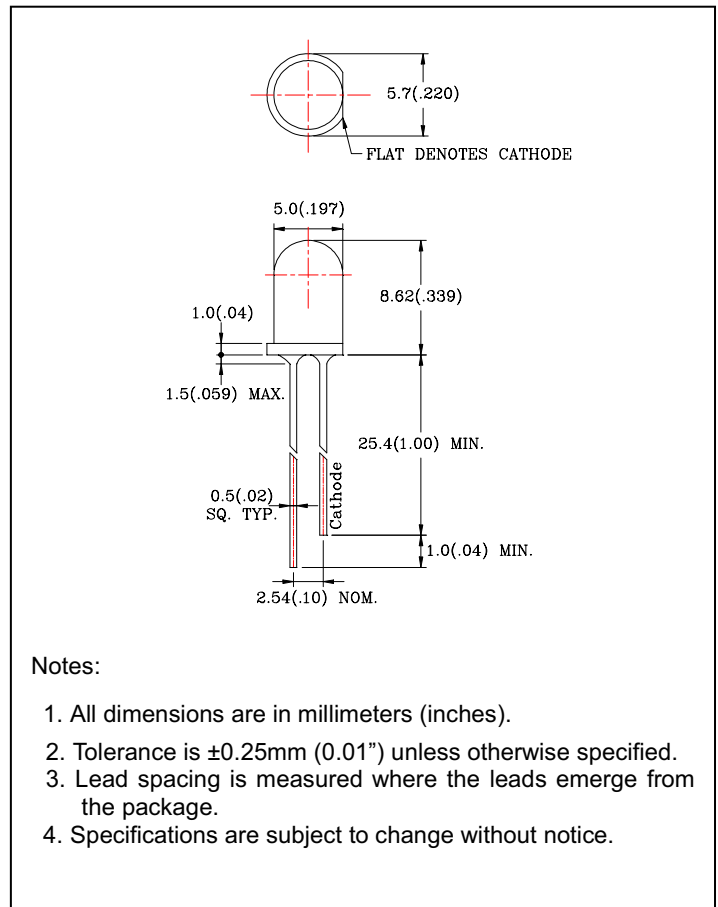 5.7(.220)
FLAT DENOTES CATHODE
5.0(.197)
8.62(.339)
1.0(.04)
1.5(.059) MAX.
25.4(1.00) MIN.
0.5(.02)
SQ. TYP.
Cathode
1.0(.04) MIN.
2.54(.10) NOM.
Notes:
1. All dimensions are in millimeters (inches).
2. Tolerance is ±0.25mm (0.01”) unless otherwise specified.
3. Lead spacing is measured where the leads emerge from
the package.
4. Specifications are subject to change without notice.